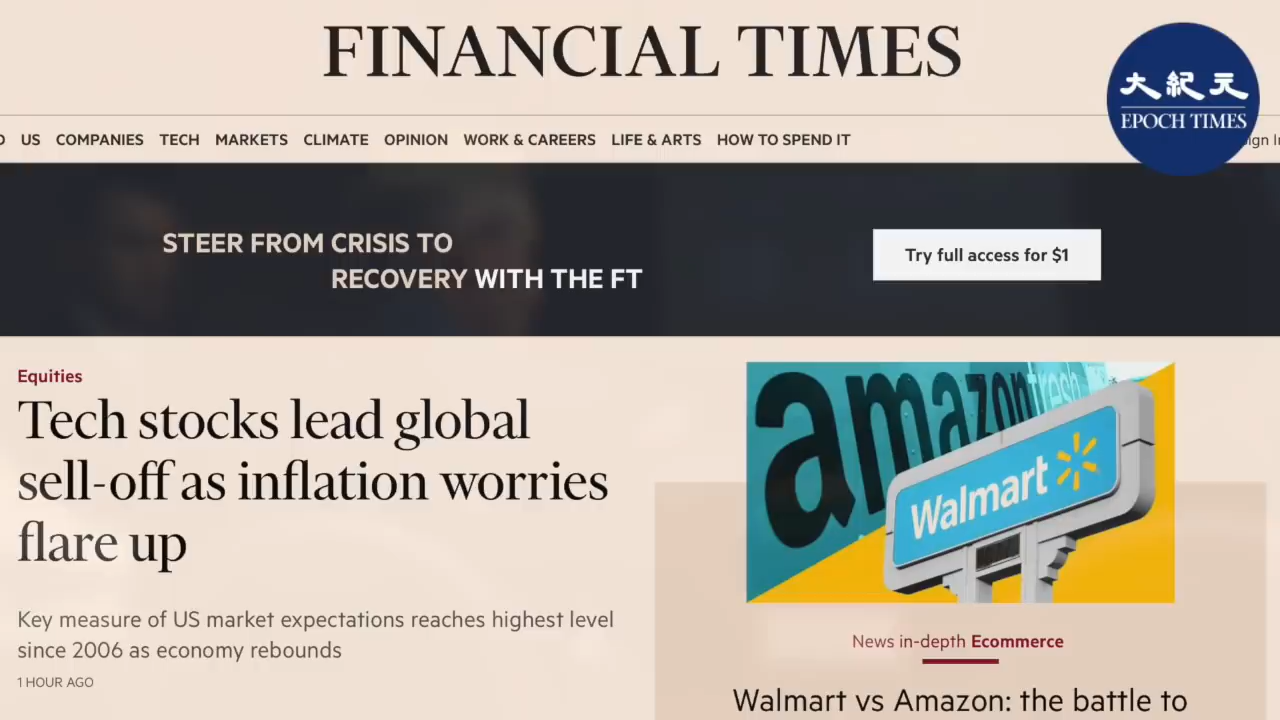 FINANCIAL TIMES
大紀元
EPOCH TIMES
US COMPANIES TECH MARKETS CLIMATE OPINION WORK & CAREERS LIFE & ARTS HOW TO SPEND IT
STEER FROM CRISIS TO
RECOVERY WITH THE FT
Try full access for $1
Equities
Tech stocks lead global
sell-off as inflation worries
flare up
Key measure of US market expectations reaches highest level
since 2006 as economy rebounds
1 HOUR AGO
amazonfresh
Walmart
News in-depth Ecommerce
Walmart vs Amazon: the battle to